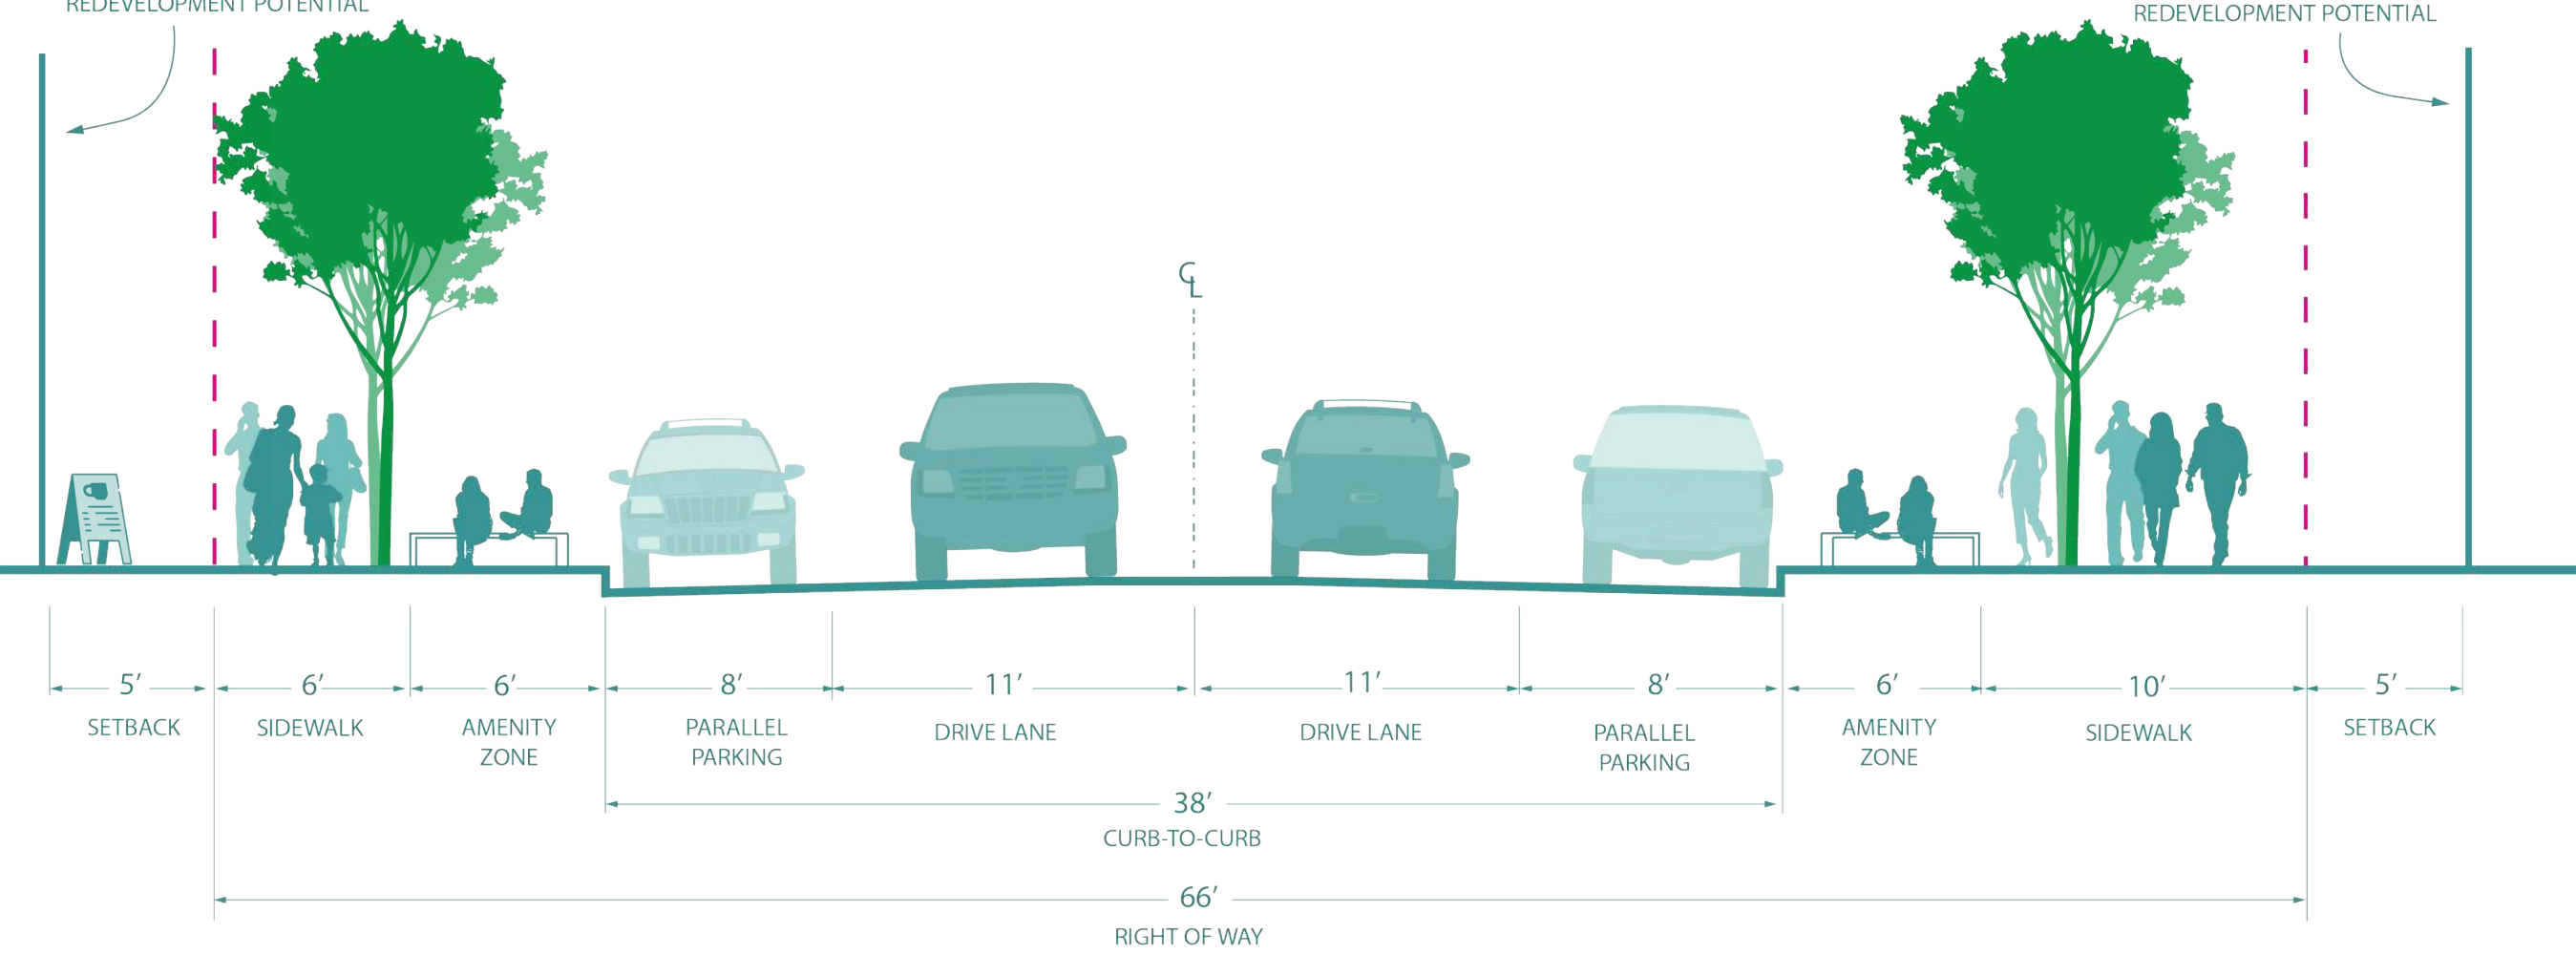 REDEVELOPMENT POTENTIAL
REDEVELOPMENT POTENTIAL
℄
5’
6’
6’
8’
11’
11’
8’
6’
10’
5’
SETBACK
SIDEWALK
AMENITY
ZONE
PARALLEL
PARKING
DRIVE LANE
DRIVE LANE
PARALLEL
PARKING
AMENITY
ZONE
SIDEWALK
SETBACK
38’
CURB-TO-CURB
66’
RIGHT OF WAY